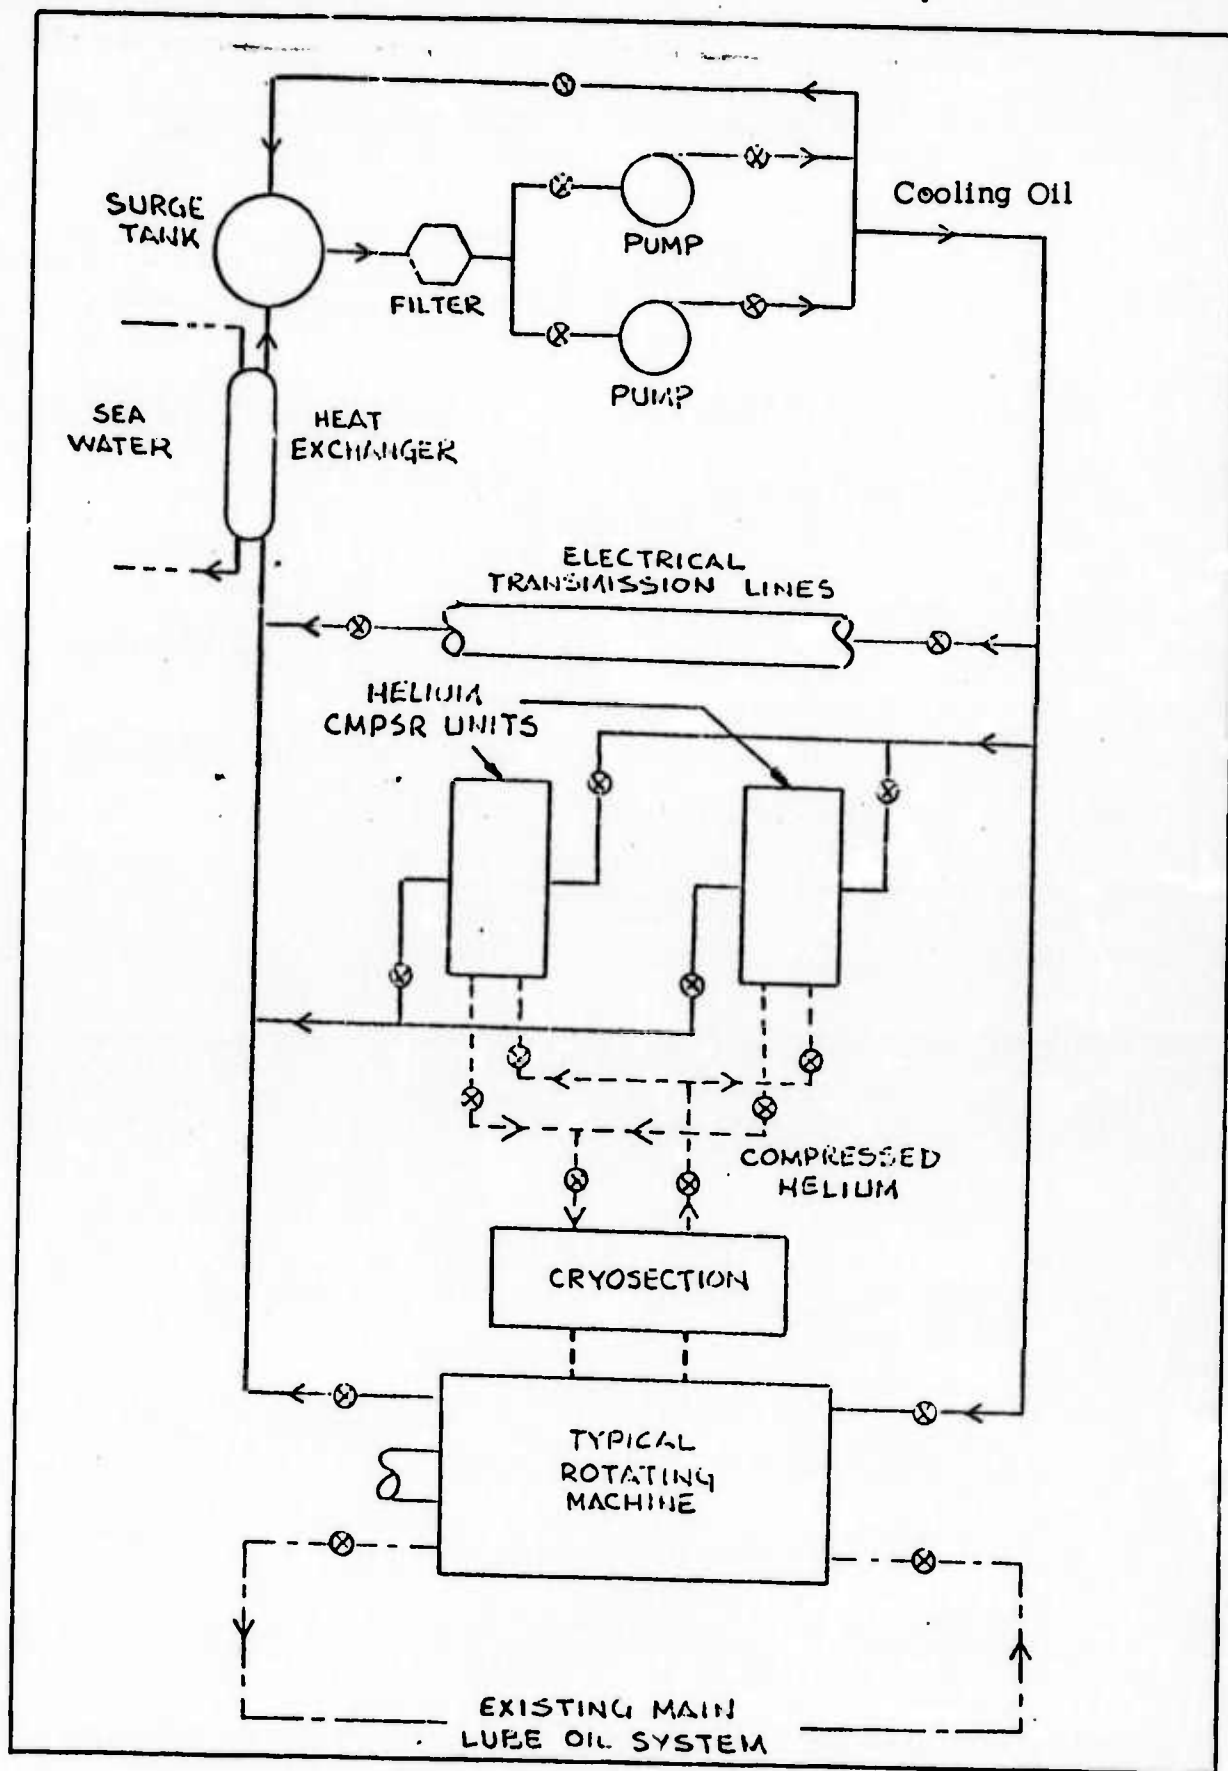 Cooling Oil
SURGE
TANK
PUMP
FILTER
PUMP
SEA
WATER
HEAT
EXCHANGER
ELECTRICAL
TRANSMISSION LINES
HELIUM
CMPSR UNITS
COMPRESSED
HELIUM
CRYOSECTION
TYPICAL
ROTATING
MACHINE
EXISTING MAIN
LUBE OIL SYSTEM